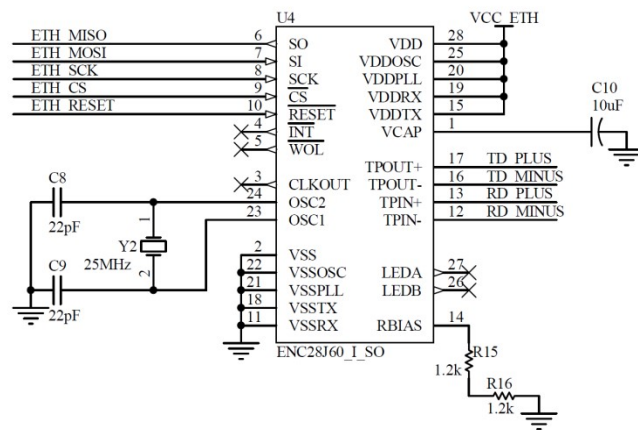 U4
VCC_ETH
ETH_MISO 6 SO VDD 28
ETH_MOSI 7 SI VDDOSC 25
ETH_SCK 8 SCK VDDPLL 20
ETH_CS 9 CS VDDRX 19
ETH_RESET 10 RESET VDDTX 15
4 INT VCAP 1
C10
10uF
5 WOL
TPOUT+ 17 TD_PLUS
3 CLKOUT TPOUT- 16 TD_MINUS
24 OSC2 TPIN+ 13 RD_PLUS
23 OSC1 TPIN- 12 RD_MINUS
C8
22pF
1
Y2
25MHz
2
C9
22pF
2 VSS
22 VSSOSC LEDA 27
21 VSSPLL LEDB 26
18 VSSTX
11 VSSRX RBIAS 14
ENC28J60_I_SO
R15
1.2k
R16
1.2k